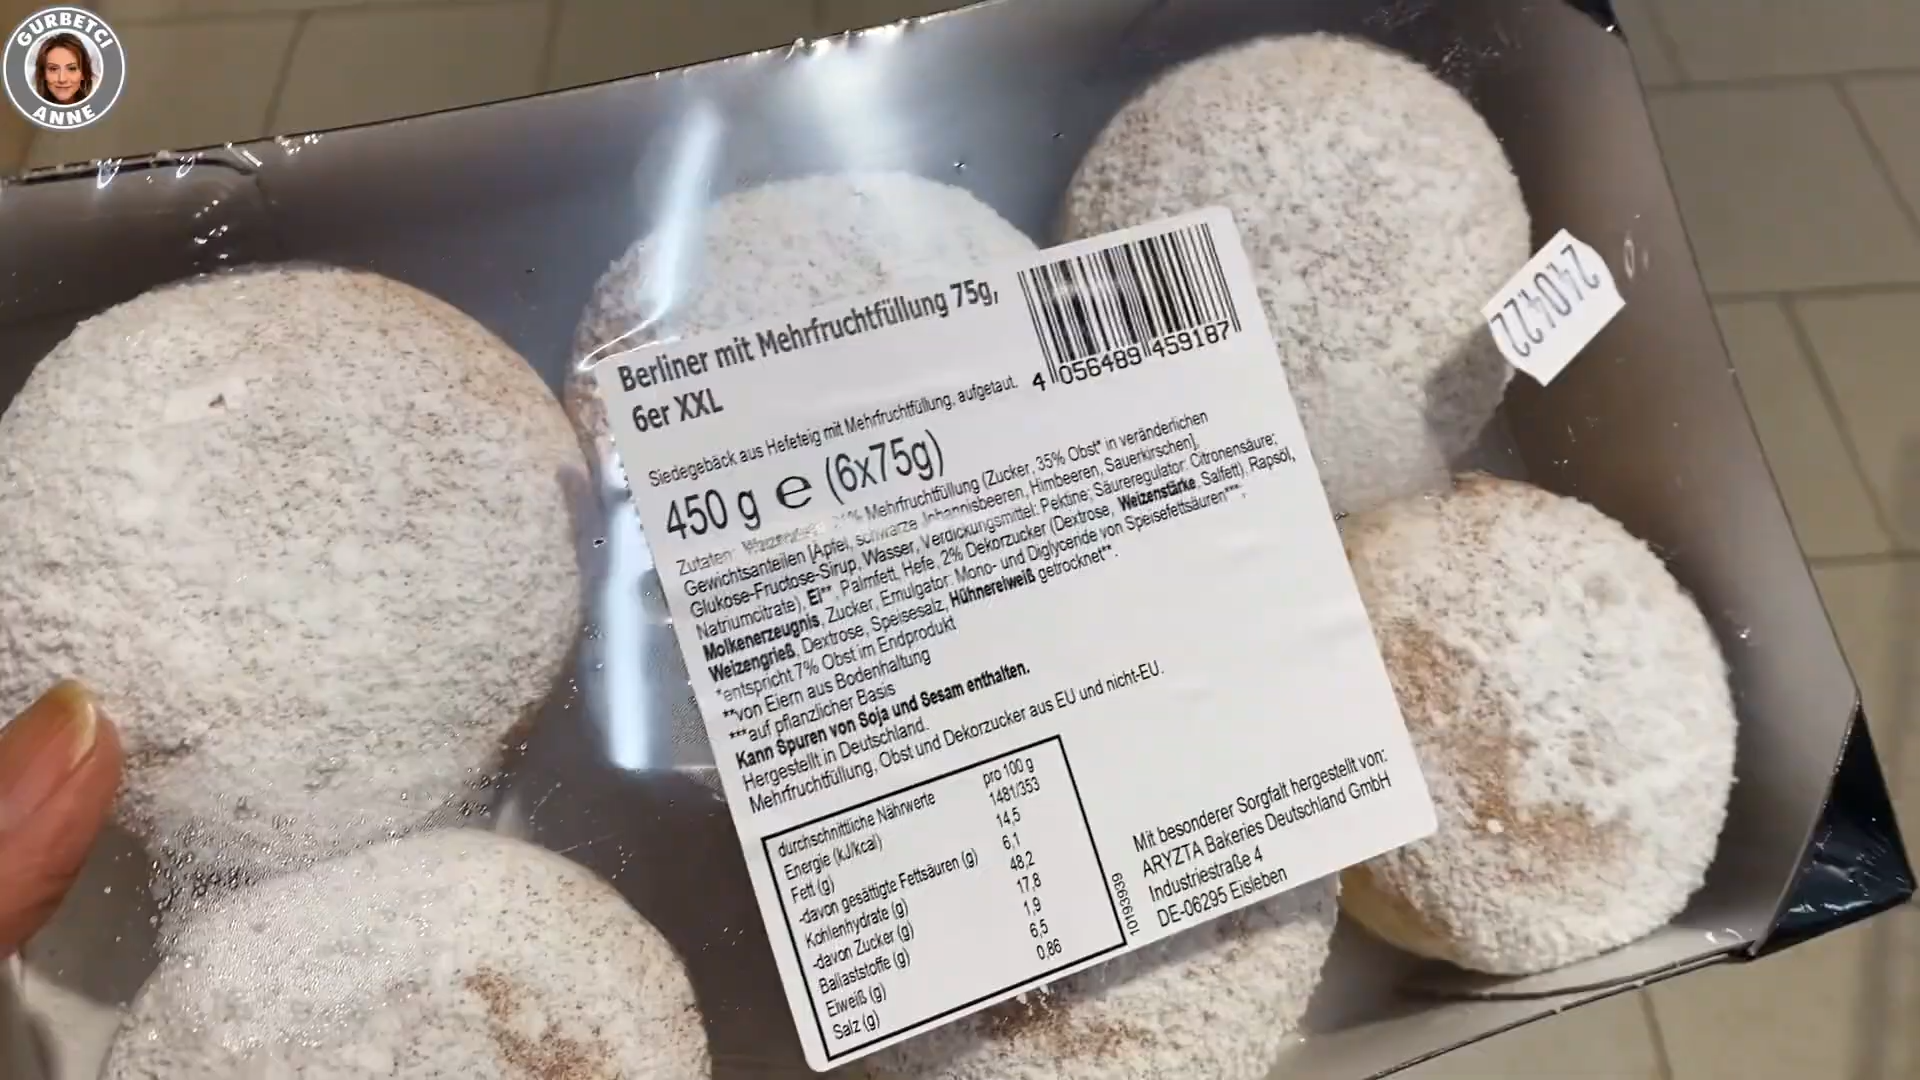 GURBETCI
ANNE
Berliner mit Mehrfruchtfüllung 75g,
6er XXL
Siedegebäck aus Hefeteig mit Mehrfruchtfüllung, aufgetaut.
450 g e (6x75g)
4 056489 459187
24.04.22
Zutaten: % Mehrfruchtfüllung (Zucker, 35% Obst* in veränderlichen
Gewichtsanteilen [Äpfel, schwarze Johannisbeeren, Himbeeren, Sauerkirschen],
Glukose-Fructose-Sirup, Wasser, Verdickungsmittel: Pektine; Säureregulator: Citronensäure;
Natriumcitrate), Ei**, Palmfett, Hefe, 2% Dekorzucker (Dextrose, Weizenstärke, Salfett), Rapsöl,
Molkenerzeugnis, Zucker, Emulgator: Mono- und Diglyceride von Speisefettsäuren***,
Weizengrieß, Dextrose, Speisesalz, Hühnereiweiß getrocknet**.
*entspricht 7% Obst im Endprodukt
**von Eiern aus Bodenhaltung
***auf pflanzlicher Basis
Kann Spuren von Soja und Sesam enthalten.
Hergestellt in Deutschland.
Mehrfruchtfüllung, Obst und Dekorzucker aus EU und nicht-EU.
durchschnittliche Nährwerte pro 100 g
Energie (kJ/kcal) 1481/353
Fett (g) 14,5
-davon gesättigte Fettsäuren (g) 6,1
Kohlenhydrate (g) 48,2
-davon Zucker (g) 17,8
Ballaststoffe (g) 1,9
Eiweiß (g) 6,5
Salz (g) 0,86
1019393
Mit besonderer Sorgfalt hergestellt von:
ARYZTA Bakeries Deutschland GmbH
Industriestraße 4
DE-06295 Eisleben